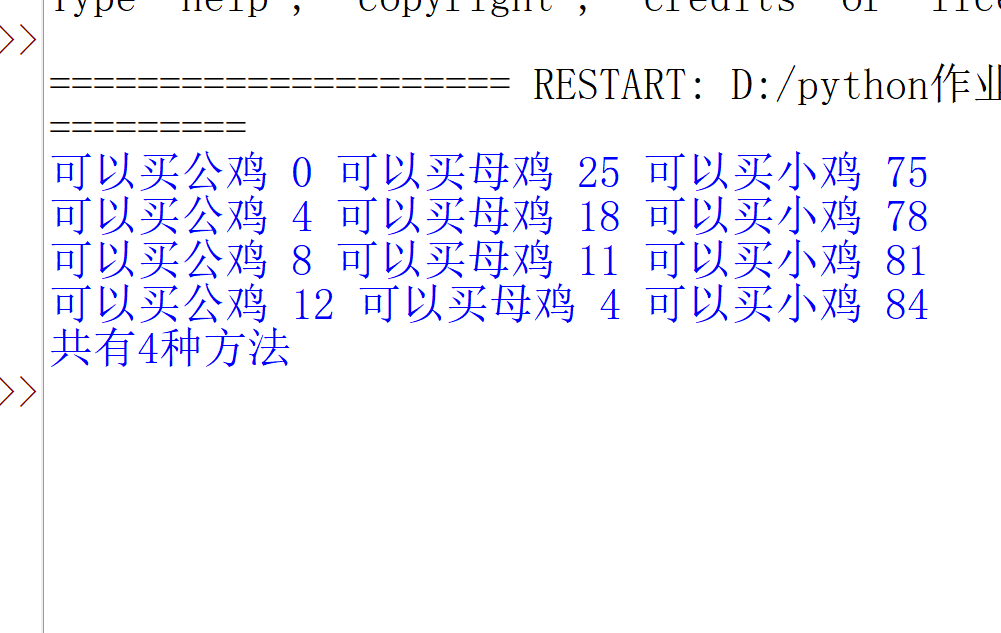 Type "help", "copyright", "credits" or "lice
>>
===================== RESTART: D:/python作业
=========
可以买公鸡 0 可以买母鸡 25 可以买小鸡 75
可以买公鸡 4 可以买母鸡 18 可以买小鸡 78
可以买公鸡 8 可以买母鸡 11 可以买小鸡 81
可以买公鸡 12 可以买母鸡 4 可以买小鸡 84
共有4种方法
>>